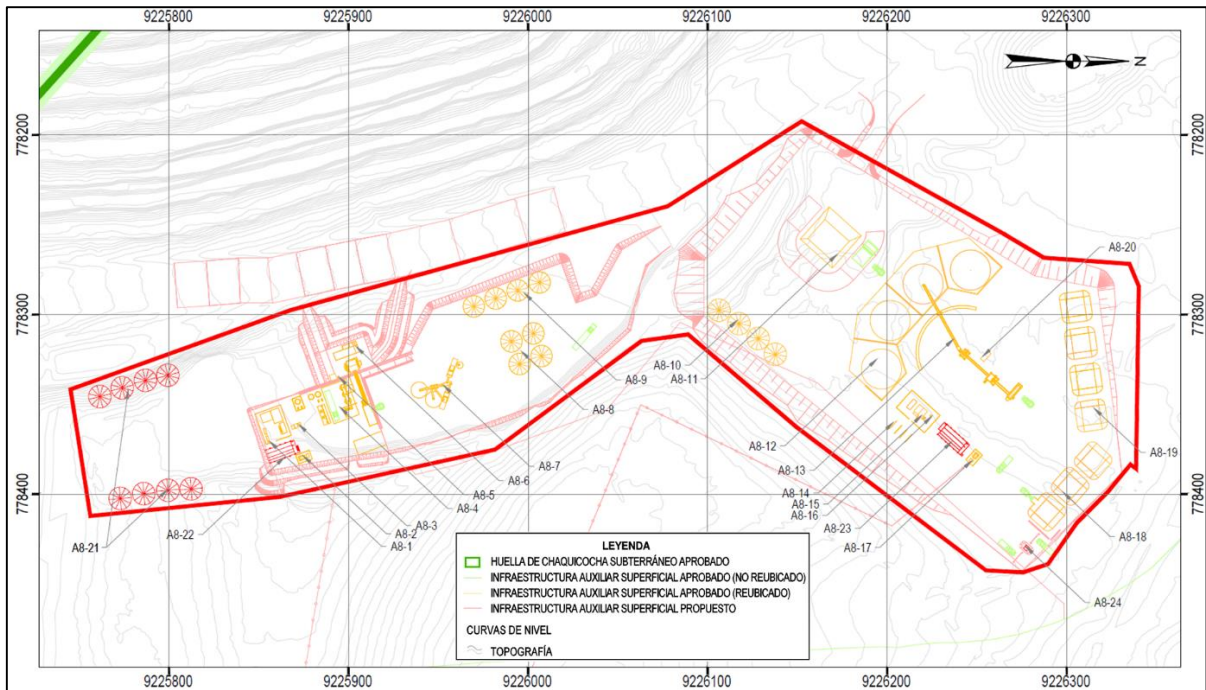 9225800 9225900 9226000 9226100 9226200 9226300
N
778200 778200
A8-20
778300 778300
A8-10
A8-11
A8-9
A8-8
A8-12
A8-19
A8-7
A8-13
A8-6
A8-5
A8-14
778400 778400
A8-4
A8-15
A8-16
A8-18
A8-3
A8-23
A8-22
A8-2
A8-21
A8-1
A8-17
A8-24
LEYENDA
HUELLA DE CHAQUICOCHA SUBTERRÁNEO APROBADO
INFRAESTRUCTURA AUXILIAR SUPERFICIAL APROBADO (NO REUBICADO)
INFRAESTRUCTURA AUXILIAR SUPERFICIAL APROBADO (REUBICADO)
INFRAESTRUCTURA AUXILIAR SUPERFICIAL PROPUESTO
CURVAS DE NIVEL
TOPOGRAFÍA
9225800 9225900 9226000 9226100 9226200 9226300